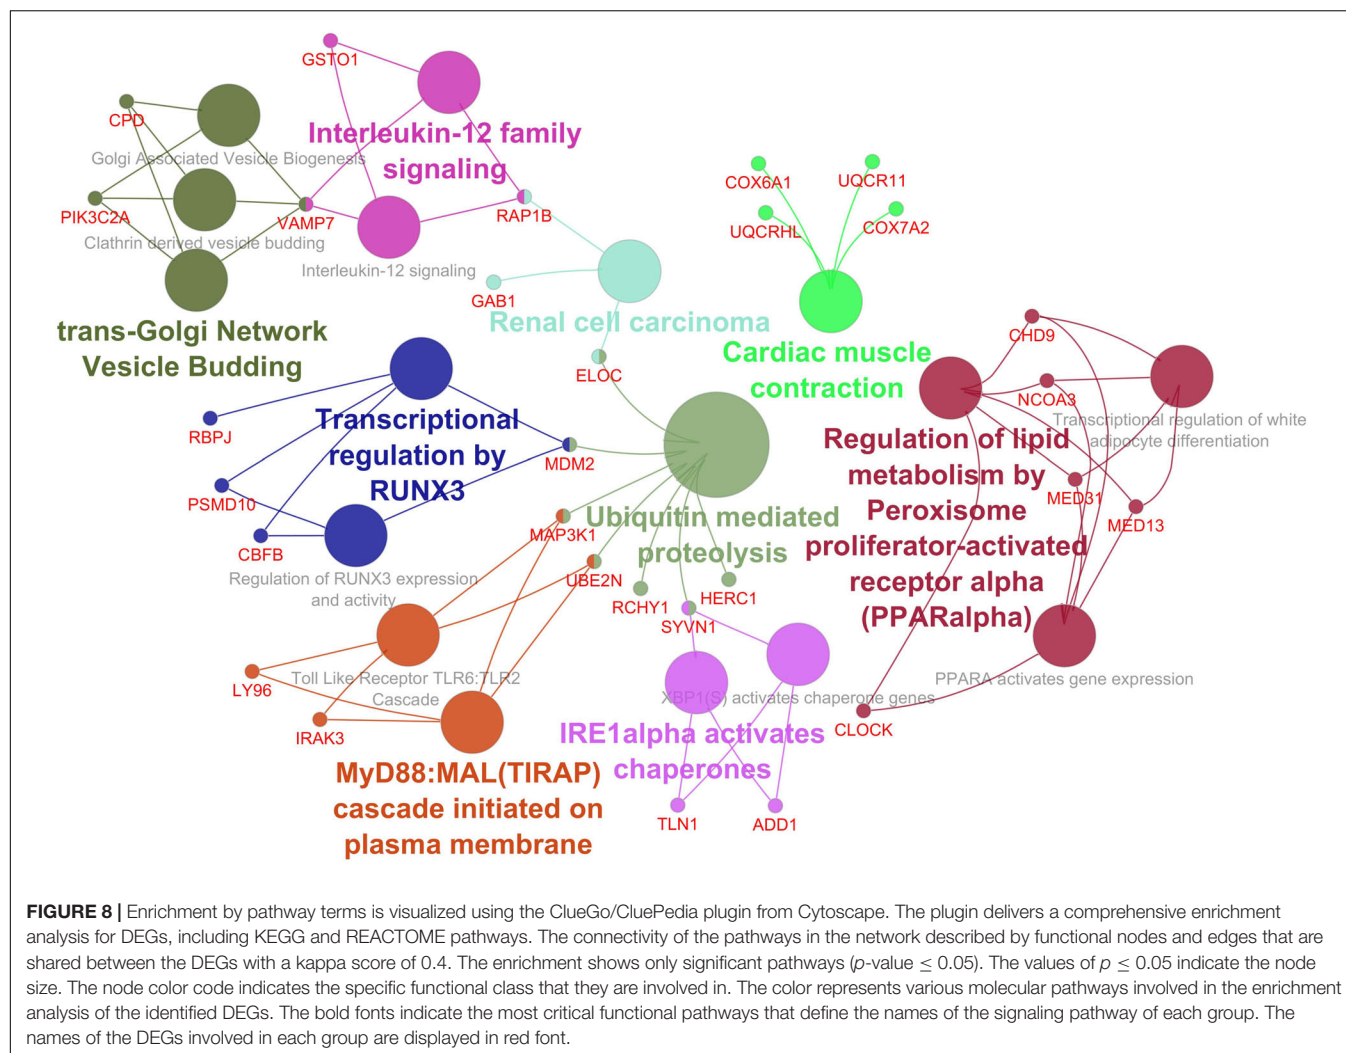 GSTO1
CPD
Golgi Associated Vesicle Biogenesis
Interleukin-12 family
signaling
COX6A1
UQCR11
PIK3C2A
VAMP7
RAP1B
UQCRHL
COX7A2
Clathrin derived vesicle budding
Interleukin-12 signaling
GAB1
trans-Golgi Network
Vesicle Budding
Renal cell carcinoma
Cardiac muscle
contraction
CHD9
ELOC
NCOA3
RBPJ
Transcriptional
regulation by
RUNX3
MDM2
Transcriptional regulation of white
adipocyte differentiation
Regulation of lipid
metabolism by
Peroxisome
proliferator-activated
receptor alpha
(PPARalpha)
PSMD10
MED31
MED13
CBFB
MAP3K1
Ubiquitin mediated
proteolysis
Regulation of RUNX3 expression
and activity
UBE2N
RCHY1
HERC1
SYVN1
LY96
Toll Like Receptor TLR6:TLR2
Cascade
XBP1(S) activates chaperone genes
PPARA activates gene expression
IRAK3
IRE1alpha activates
chaperones
CLOCK
MyD88:MAL(TIRAP)
cascade initiated on
plasma membrane
TLN1
ADD1
FIGURE 8 | Enrichment by pathway terms is visualized using the ClueGo/CluePedia plugin from Cytoscape. The plugin delivers a comprehensive enrichment
analysis for DEGs, including KEGG and REACTOME pathways. The connectivity of the pathways in the network described by functional nodes and edges that are
shared between the DEGs with a kappa score of 0.4. The enrichment shows only significant pathways (p-value ≤ 0.05). The values of p ≤ 0.05 indicate the node
size. The node color code indicates the specific functional class that they are involved in. The color represents various molecular pathways involved in the enrichment
analysis of the identified DEGs. The bold fonts indicate the most critical functional pathways that define the names of the signaling pathway of each group. The
names of the DEGs involved in each group are displayed in red font.